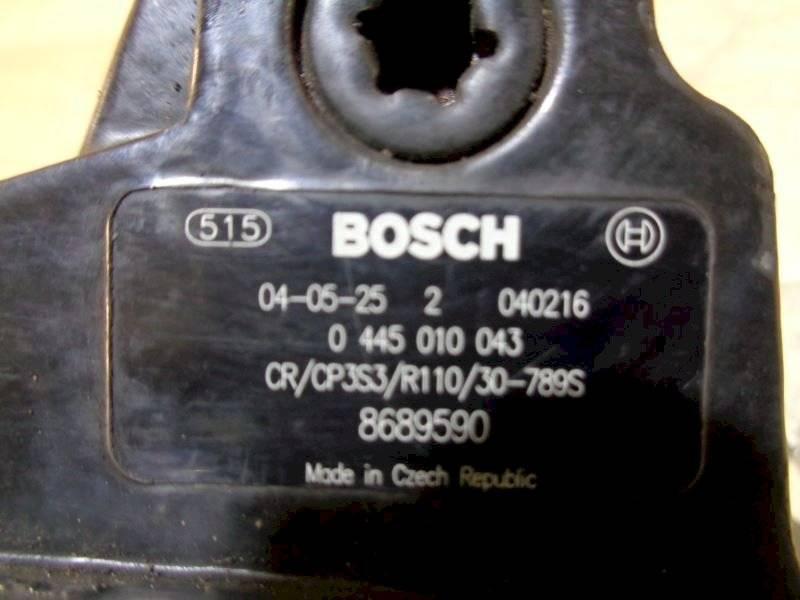 515 BOSCH
04-05-25 2 040216
0 445 010 043
CR/CP3S3/R110/30-789S
8689590
Made in Czech Republic